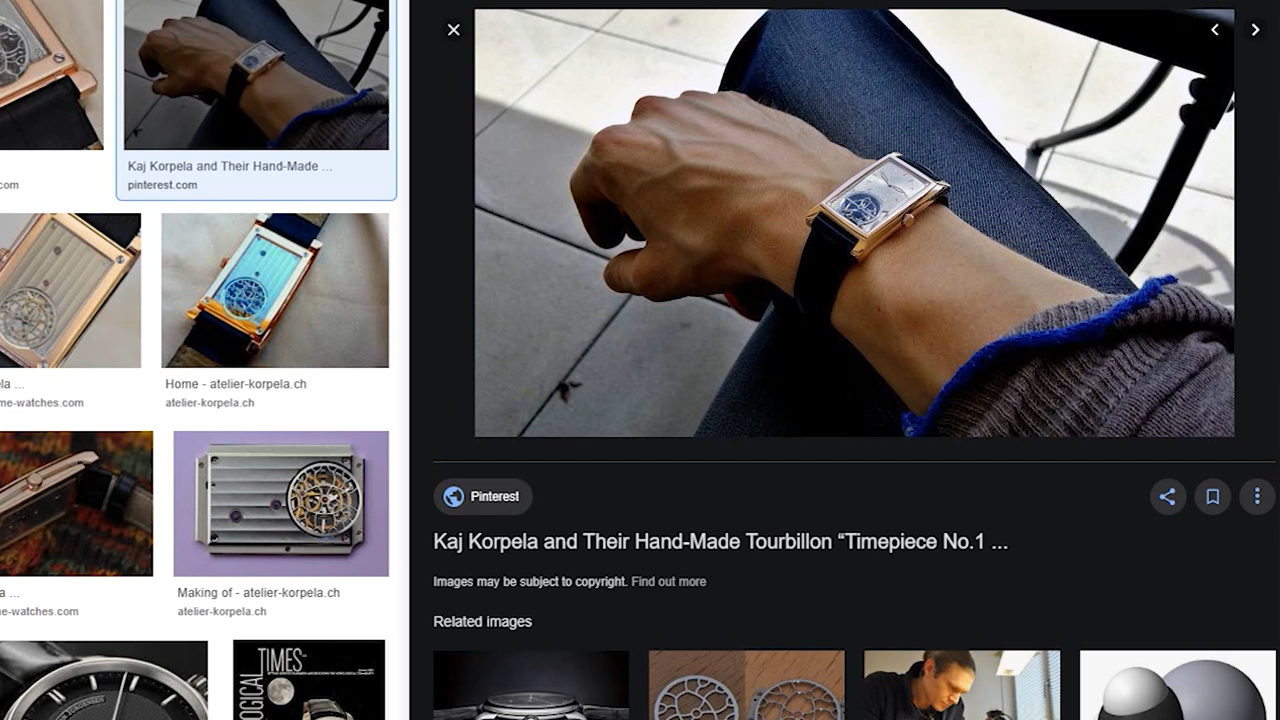 Kaj Korpela and Their Hand-Made ...
.com
pinterest.com
ela ...
me-watches.com
Home - atelier-korpela.ch
atelier-korpela.ch
a ...
e-watches.com
Making of - atelier-korpela.ch
atelier-korpela.ch
TIMES
OGICAL
Pinterest
Kaj Korpela and Their Hand-Made Tourbillon “Timepiece No.1 ...
Images may be subject to copyright. Find out more
Related images